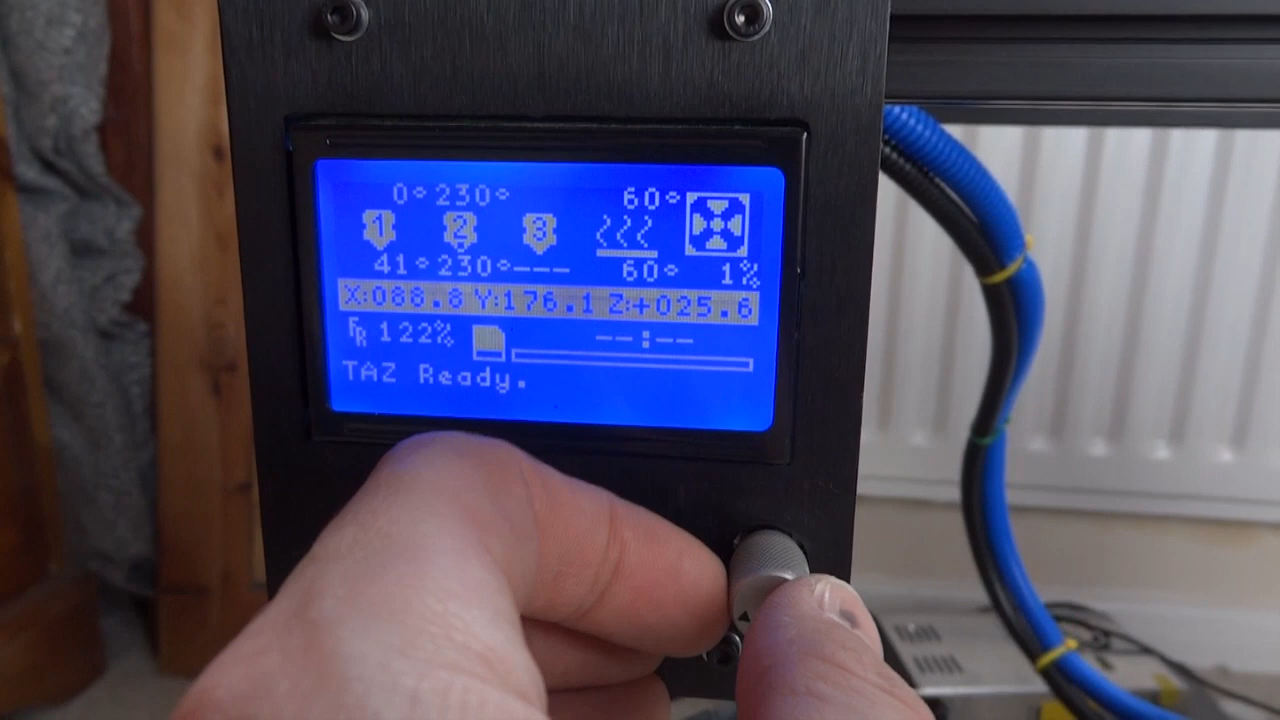 0° 230° 60°
1 2 3
41° 230° --- 60° 1%
X:088.8 Y:176.1 Z:+025.6
FR 122% --:--
TAZ Ready.